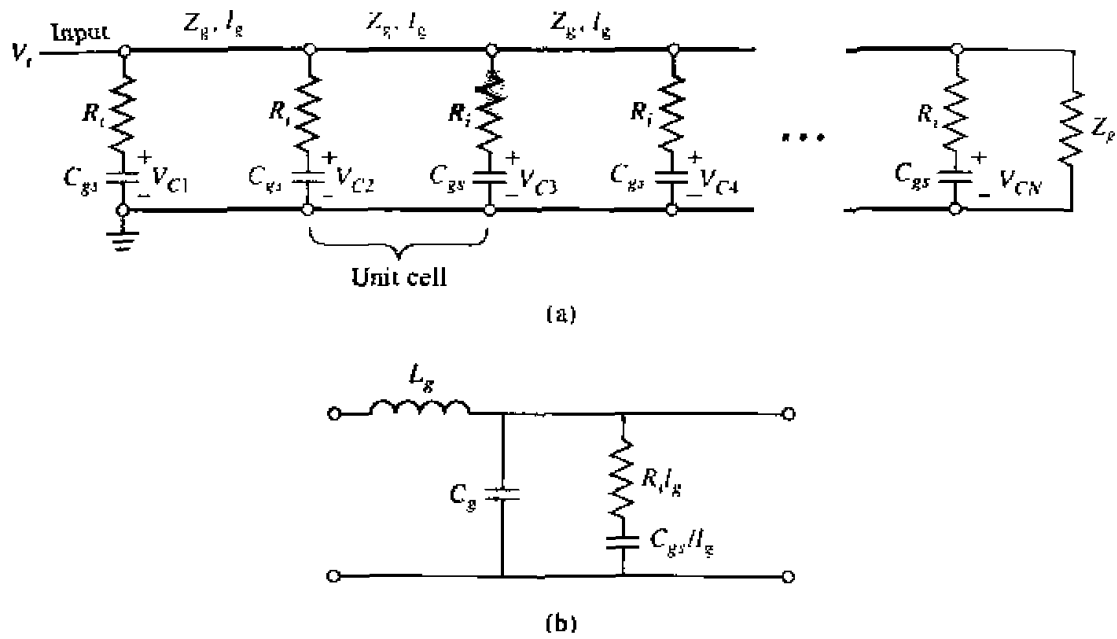 Input Z_g, l_g Z_g, l_g Z_g, l_g
V_i
R_i R_i R_i R_i ... R_i Z_g
C_gs + − V_C1 C_gs + − V_C2 C_gs + − V_C3 C_gs + − V_C4 C_gs + − V_CN
Unit cell
(a)
L_g
C_g R_i l_g
C_gs/l_g
(b)